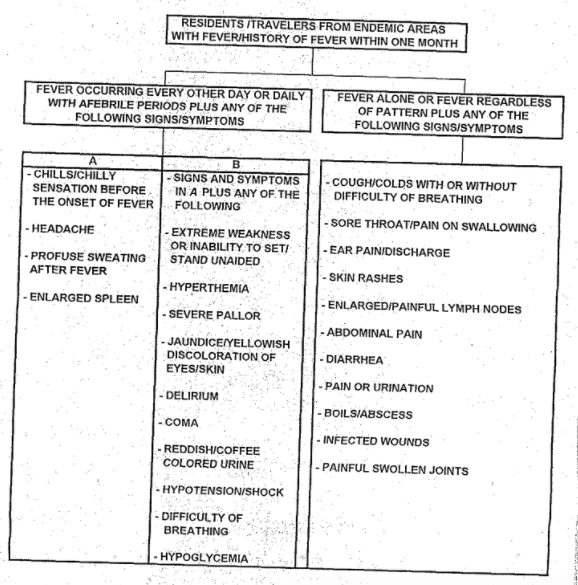 RESIDENTS /TRAVELERS FROM ENDEMIC AREAS
WITH FEVER/HISTORY OF FEVER WITHIN ONE MONTH
FEVER OCCURRING EVERY OTHER DAY OR DAILY
WITH AFEBRILE PERIODS PLUS ANY OF THE
FOLLOWING SIGNS/SYMPTOMS
FEVER ALONE OR FEVER REGARDLESS
OF PATTERN PLUS ANY OF THE
FOLLOWING SIGNS/SYMPTOMS
A
- CHILLS/CHILLY
SENSATION BEFORE
THE ONSET OF FEVER
- HEADACHE
- PROFUSE SWEATING
AFTER FEVER
- ENLARGED SPLEEN
B
- SIGNS AND SYMPTOMS
IN A PLUS ANY OF THE
FOLLOWING
- EXTREME WEAKNESS
OR INABILITY TO SET/
STAND UNAIDED
- HYPERTHEMIA
- SEVERE PALLOR
- JAUNDICE/YELLOWISH
DISCOLORATION OF
EYES/SKIN
- DELIRIUM
- COMA
- REDDISH/COFFEE
COLORED URINE
- HYPOTENSION/SHOCK
- DIFFICULTY OF
BREATHING
- HYPOGLYCEMIA
- COUGH/COLDS WITH OR WITHOUT
DIFFICULTY OF BREATHING
- SORE THROAT/PAIN ON SWALLOWING
- EAR PAIN/DISCHARGE
- SKIN RASHES
- ENLARGED/PAINFUL LYMPH NODES
- ABDOMINAL PAIN
- DIARRHEA
- PAIN OR URINATION
- BOILS/ABSCESS
- INFECTED WOUNDS
- PAINFUL SWOLLEN JOINTS